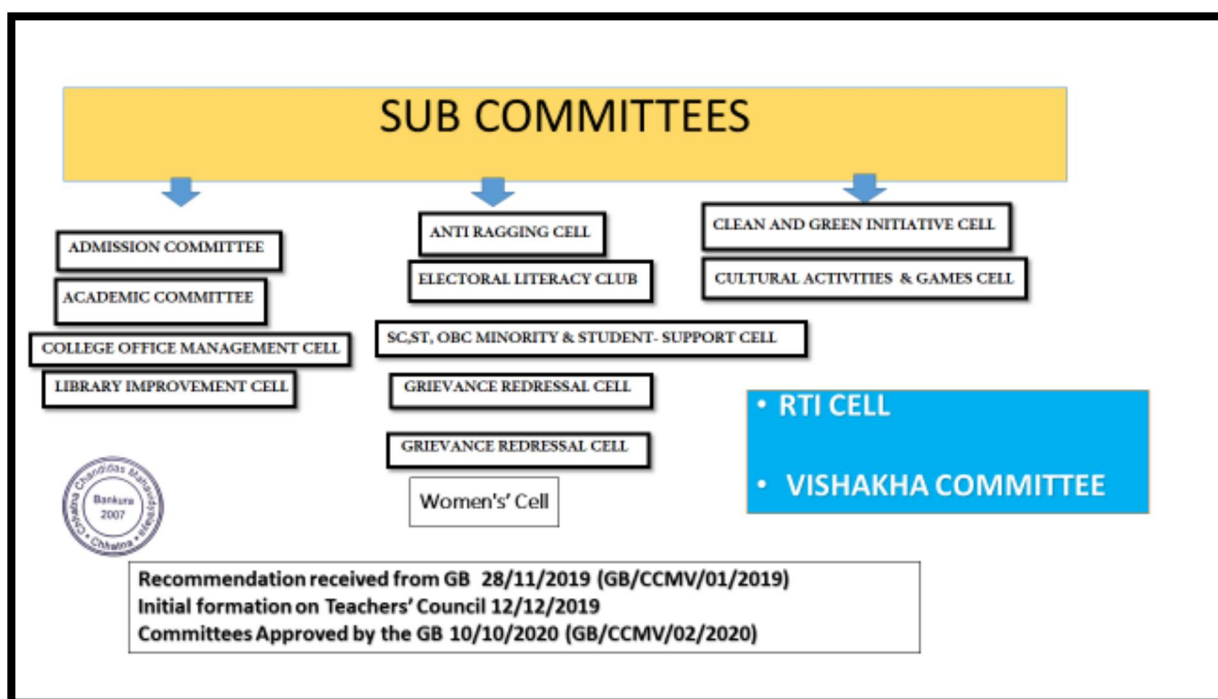 SUB COMMITTEES
ADMISSION COMMITTEE
ACADEMIC COMMITTEE
COLLEGE OFFICE MANAGEMENT CELL
LIBRARY IMPROVEMENT CELL
ANTI RAGGING CELL
ELECTORAL LITERACY CLUB
SC,ST, OBC MINORITY & STUDENT- SUPPORT CELL
GRIEVANCE REDRESSAL CELL
GRIEVANCE REDRESSAL CELL
Women's' Cell
CLEAN AND GREEN INITIATIVE CELL
CULTURAL ACTIVITIES & GAMES CELL
• RTI CELL
• VISHAKHA COMMITTEE
Chhatna Chandidas Mahavidyalaya
Bankura
2007
• Chhatna •
Recommendation received from GB 28/11/2019 (GB/CCMV/01/2019)
Initial formation on Teachers' Council 12/12/2019
Committees Approved by the GB 10/10/2020 (GB/CCMV/02/2020)